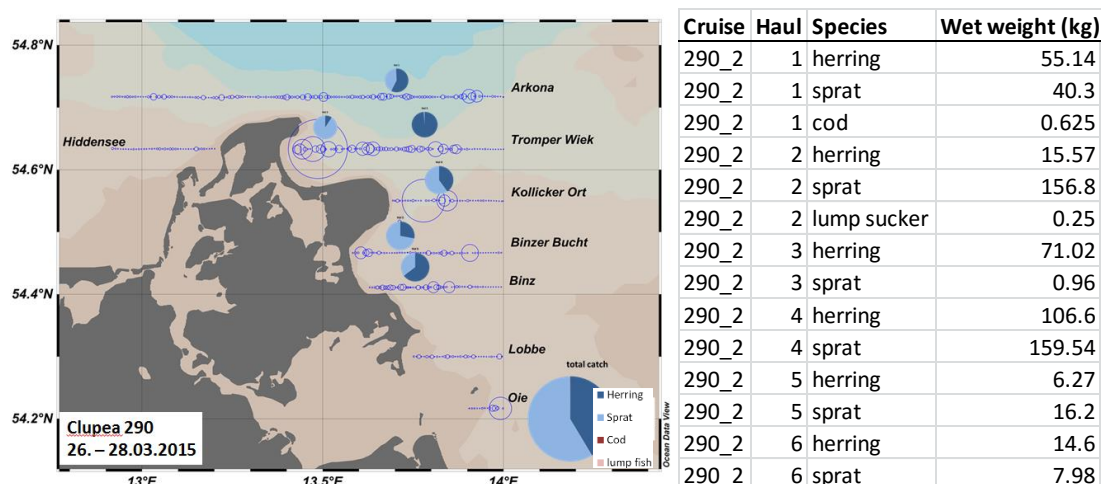 54.8°N
54.6°N
54.4°N
54.2°N
Arkona
Hiddensee
Tromper Wiek
Kollicker Ort
Binzer Bucht
Binz
Lobbe
total catch
Oie
Herring
Sprat
Cod
lump fish
Clupea 290
26. – 28.03.2015
Ocean Data View
13°E 13.5°E 14°E
Cruise Haul Species Wet weight (kg)
290_2 1 herring 55.14
290_2 1 sprat 40.3
290_2 1 cod 0.625
290_2 2 herring 15.57
290_2 2 sprat 156.8
290_2 2 lump sucker 0.25
290_2 3 herring 71.02
290_2 3 sprat 0.96
290_2 4 herring 106.6
290_2 4 sprat 159.54
290_2 5 herring 6.27
290_2 5 sprat 16.2
290_2 6 herring 14.6
290_2 6 sprat 7.98